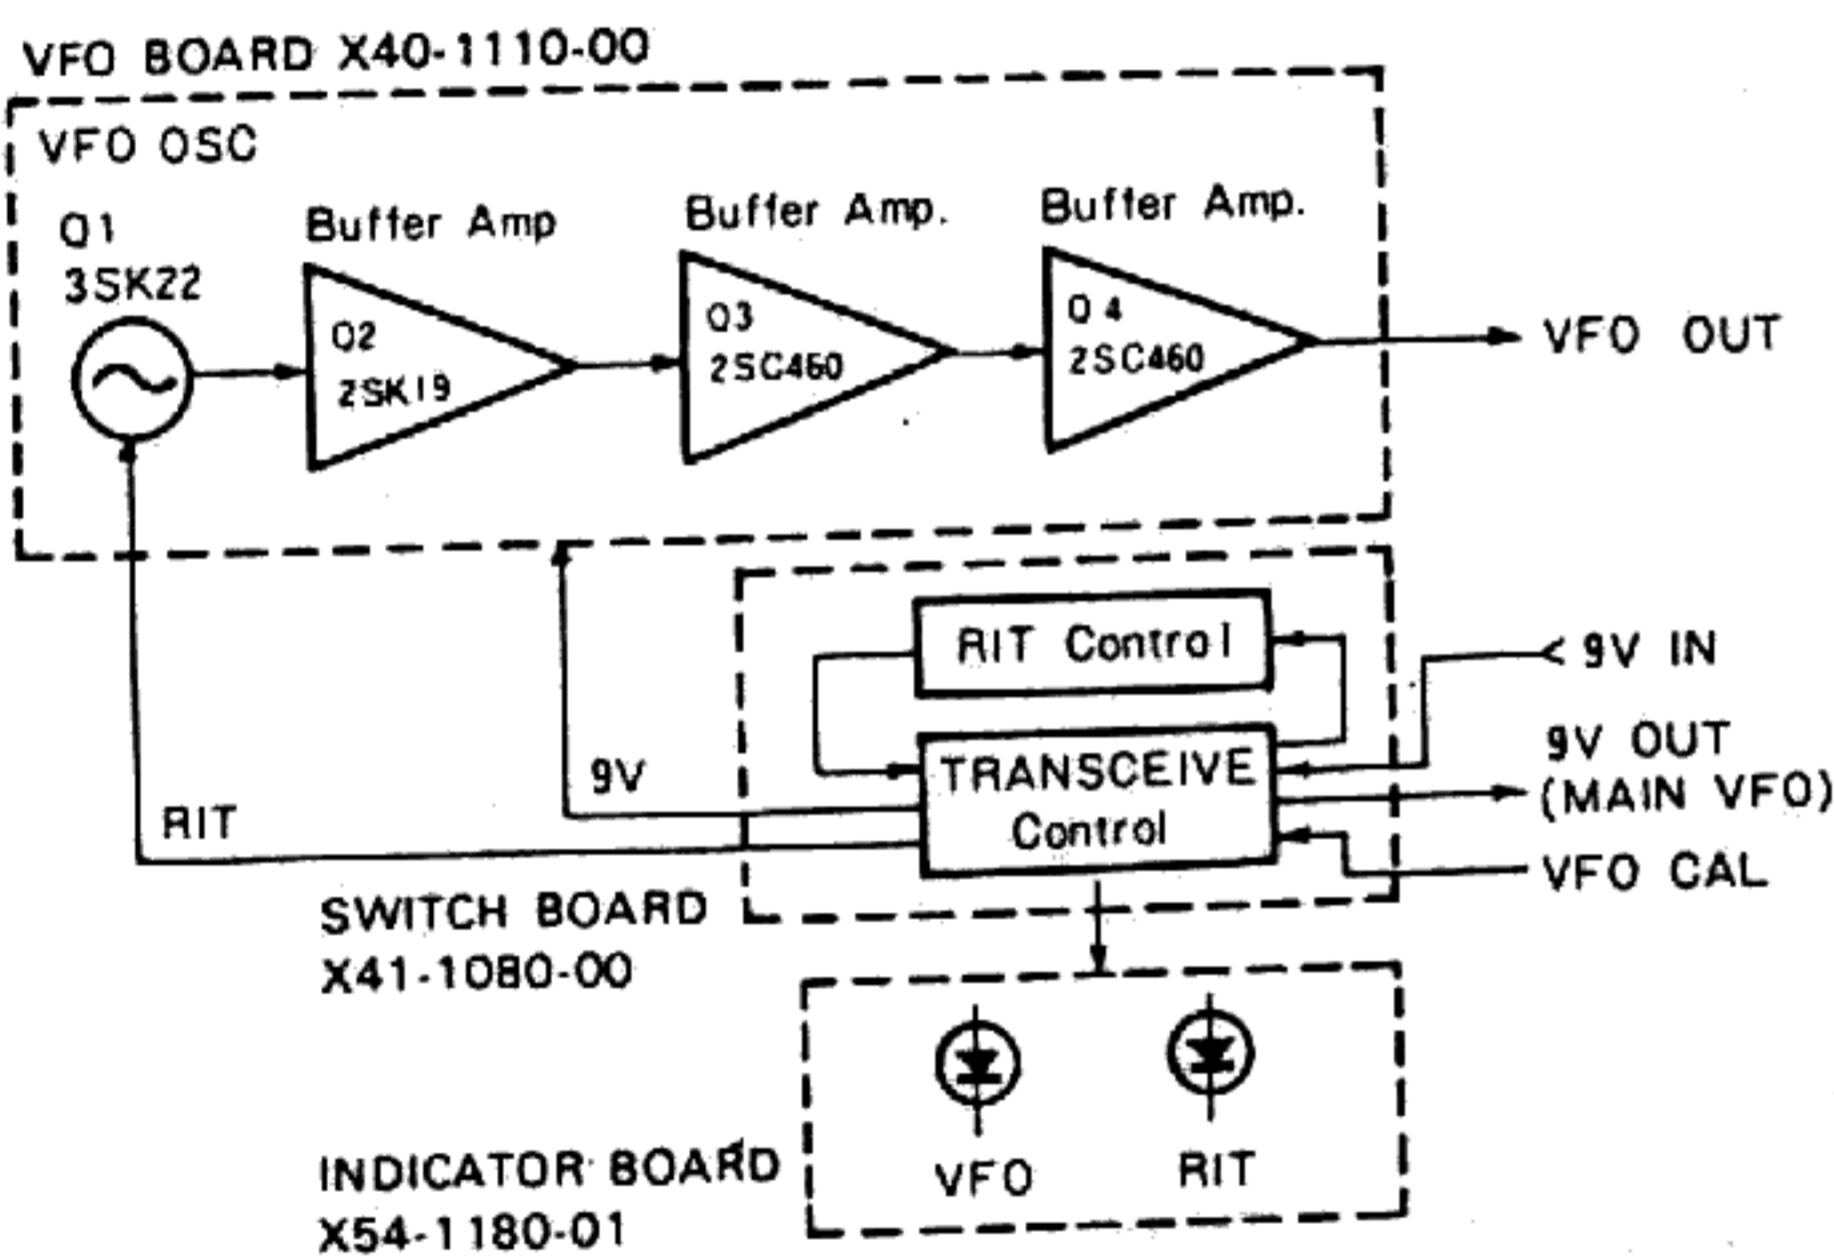 VFO BOARD X40-1110-00
VFO OSC
Q1
3SK22
Buffer Amp
Q2
2SK19
Buffer Amp.
Q3
2SC460
Buffer Amp.
Q4
2SC460
VFO OUT
RIT Control
TRANSCEIVE
Control
9V IN
9V OUT
(MAIN VFO)
VFO CAL
9V
RIT
SWITCH BOARD
X41-1080-00
VFO
RIT
INDICATOR BOARD
X54-1180-01